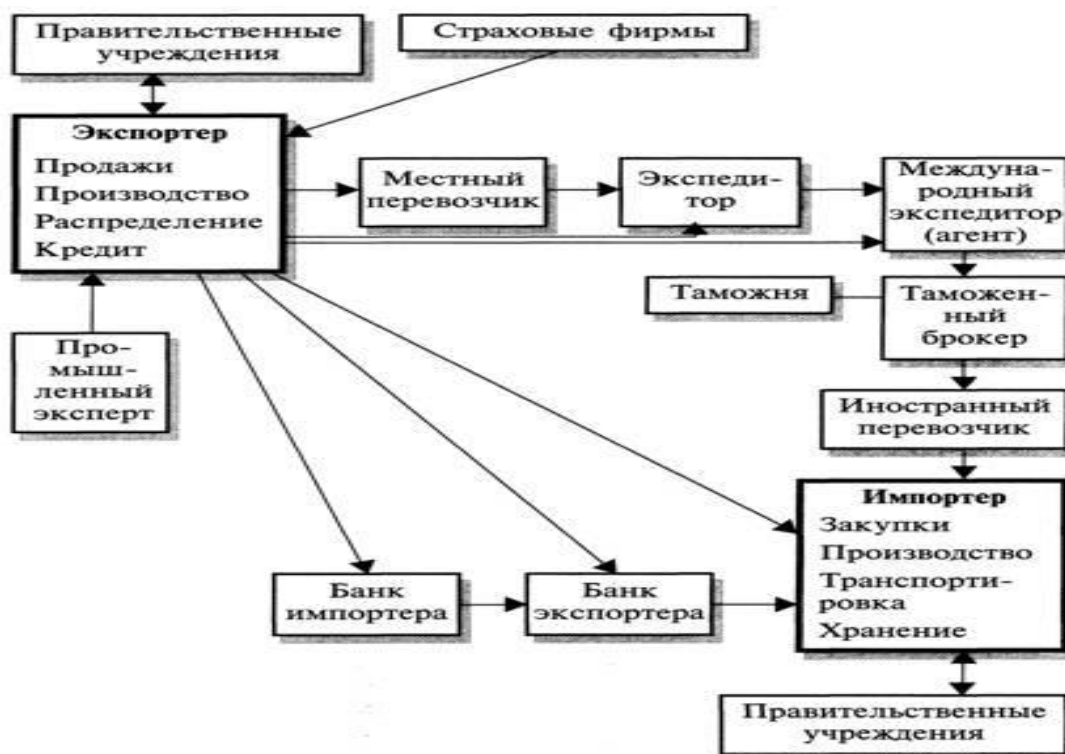 Правительственные
учреждения
Страховые фирмы
Экспортер
Продажи
Производство
Распределение
Кредит
Местный
перевозчик
Экспеди-
тор
Междуна-
родный
экспедитор
(агент)
Таможня
Таможен-
ный
брокер
Про-
мыш-
ленный
эксперт
Иностранный
перевозчик
Импортер
Закупки
Производство
Транспорти-
ровка
Хранение
Банк
импортера
Банк
экспортера
Правительственные
учреждения